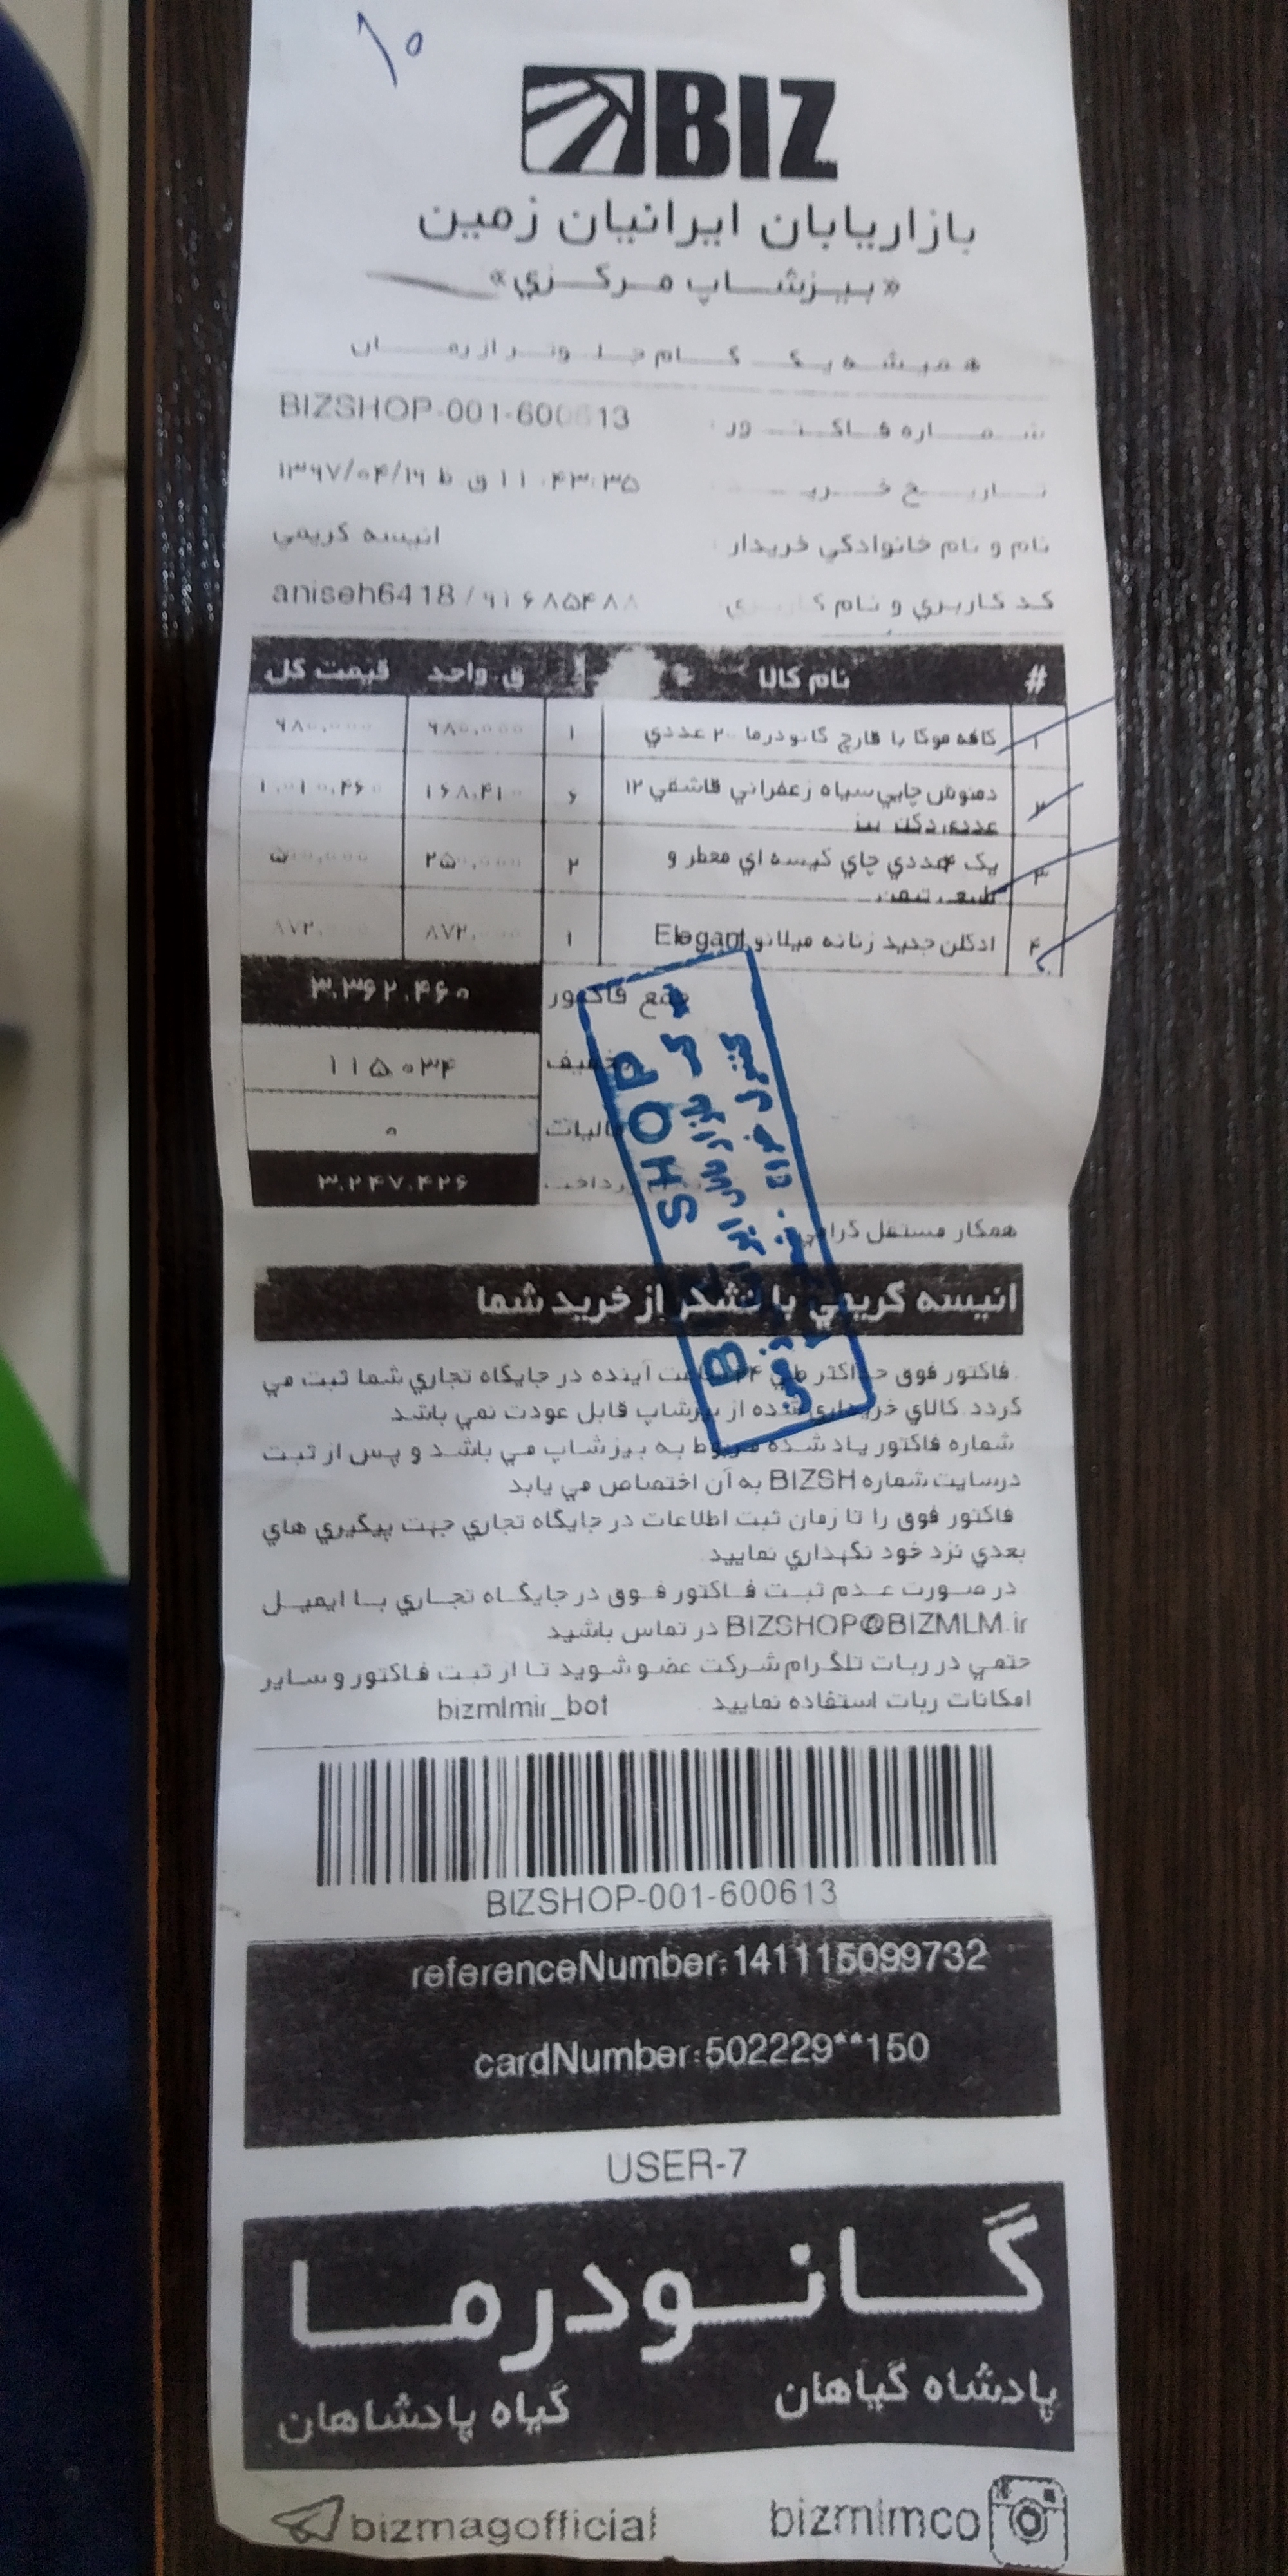 ۱۰
BIZ
بازاریابان ایرانیان زمین
«بیزشاپ مرکزي»
همیشه یک گام جلوتر از زمان
شماره فاکتور : BIZSHOP-001-600613
تاریخ خرید
۱۱:۴۳:۳۵ ق ظ
نام و نام خانوادگي خریدار : انیسه کریمي
کد کاربري و نام کاربري aniseh6418 / ۹۱۶۸۵۴۸۸
# نام کالا ق. واحد قیمت کل
۱ کافه موکا با قارچ گانودرما ۲۰ عددي ۱ ۶۸۰,۰۰۰ ۶۸۰,۰۰۰
۲ دمنوش چایي سیاه زعفراني قاشقي ۱۲ ۶ ۱۶۸,۴۱۰ ۱,۰۱۰,۴۶۰
عددي دکتر بیز
۳ پک عددي چاي کیسه اي معطر و ۲ ۲۵۰,۰۰۰ ۵۰۰,۰۰۰
۴ ادکلن جدید زنانه میلانو Elegant ۱ ۸۷۲,۰۰۰ ۸۷۲,۰۰۰
جمع فاکتور ۳,۳۶۲,۴۶۰
تخفیف ۱۱۵,۰۳۴
مالیات ۰
پرداخت ۳,۲۴۷,۴۲۶
همکار مستقل گرامي
انیسه کریمي با تشکر از خرید شما
فاکتور فوق حداکثر طي ۲۴ ساعت آینده در جایگاه تجاري شما ثبت مي
گردد کالاي خریداري شده از بیزشاپ قابل عودت نمي باشد
شماره فاکتور یاد شده مربوط به بیزشاپ مي باشد و پس از ثبت
درسایت شماره BIZSH به آن اختصاص مي یابد
فاکتور فوق را تا زمان ثبت اطلاعات در جایگاه تجاري جهت پیگیري هاي
بعدي نزد خود نگهداري نمایید
در صورت عدم ثبت فاکتور فوق در جایگاه تجاري با ایمیل
BIZSHOP@BIZMLM.ir در تماس باشید
حتمي در ربات تلگرام شرکت عضو شوید تا از ثبت فاکتور و سایر
امکانات ربات استفاده نمایید bizmlmir_bot
BIZSHOP-001-600613
referenceNumber:141115099732
cardNumber:502229**150
USER-7
گانودرما
پادشاه گیاهان گیاه پادشاهان
bizmagofficial bizmlmco